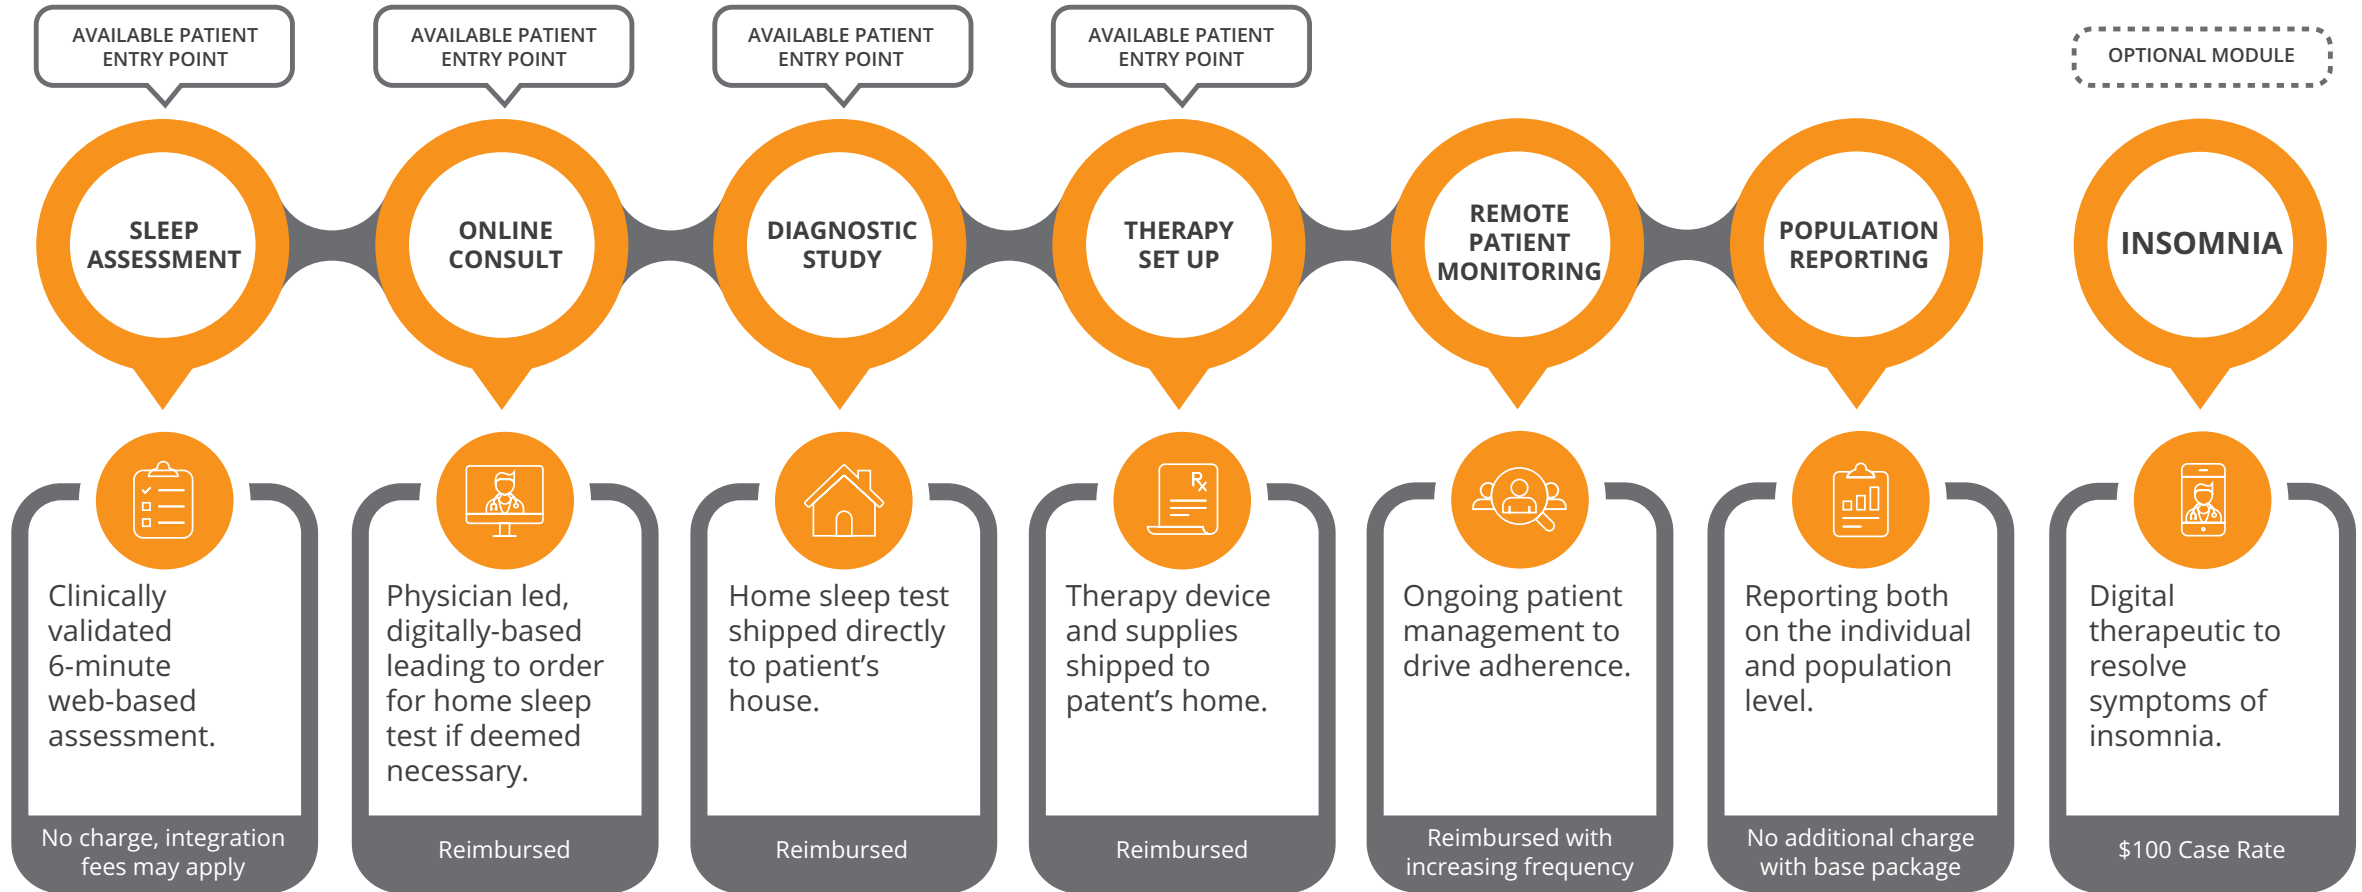 AVAILABLE PATIENT
ENTRY POINT
AVAILABLE PATIENT
ENTRY POINT
AVAILABLE PATIENT
ENTRY POINT
AVAILABLE PATIENT
ENTRY POINT
OPTIONAL MODULE
SLEEP
ASSESSMENT
ONLINE
CONSULT
DIAGNOSTIC
STUDY
THERAPY
SET UP
REMOTE
PATIENT
MONITORING
POPULATION
REPORTING
INSOMNIA
Rx
Clinically
validated
6-minute
web-based
assessment.
No charge, integration
fees may apply
Physician led,
digitally-based
leading to order
for home sleep
test if deemed
necessary.
Reimbursed
Home sleep test
shipped directly
to patient’s
house.
Reimbursed
Therapy device
and supplies
shipped to
patent’s home.
Reimbursed
Ongoing patient
management to
drive adherence.
Reimbursed with
increasing frequency
Reporting both
on the individual
and population
level.
No additional charge
with base package
Digital
therapeutic to
resolve
symptoms of
insomnia.
$100 Case Rate